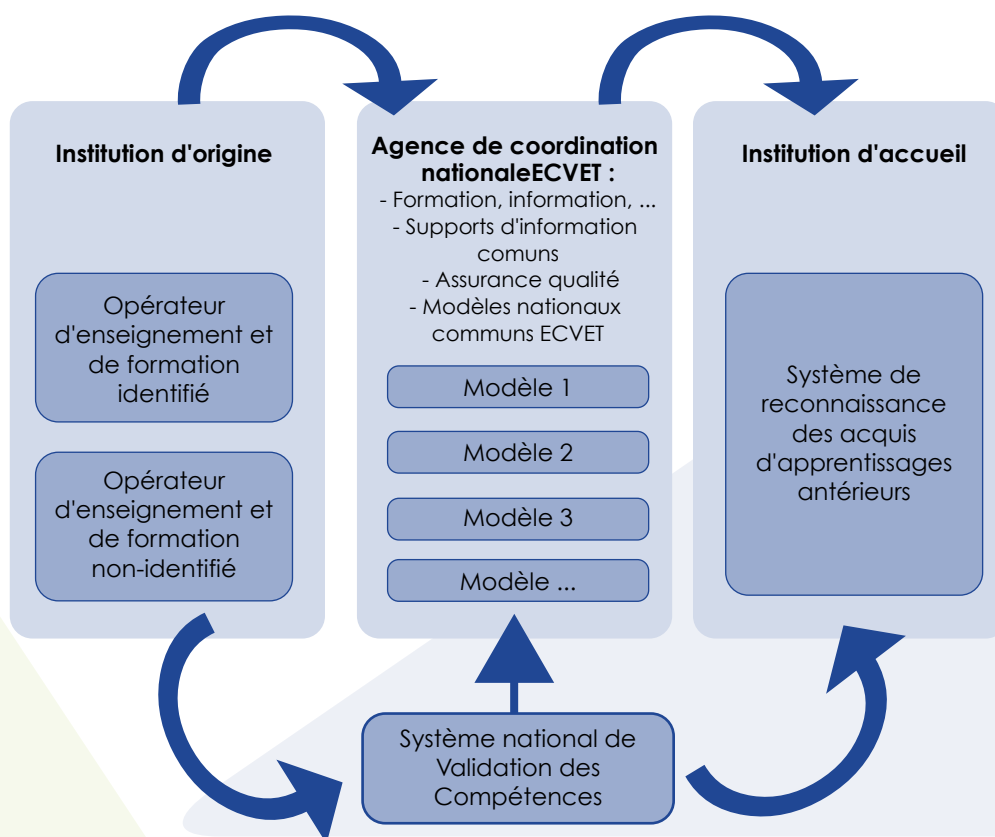 Institution d'origine
Opérateur
d'enseignement et
de formation
identifié
Opérateur
d'enseignement et
de formation
non-identifié
Agence de coordination
nationaleECVET :
- Formation, information, ...
- Supports d'information
comuns
- Assurance qualité
- Modèles nationaux
communs ECVET
Modèle 1
Modèle 2
Modèle 3
Modèle ...
Institution d'accueil
Système de
reconnaissance
des acquis
d'apprentissages
antérieurs
Système national de
Validation des
Compétences